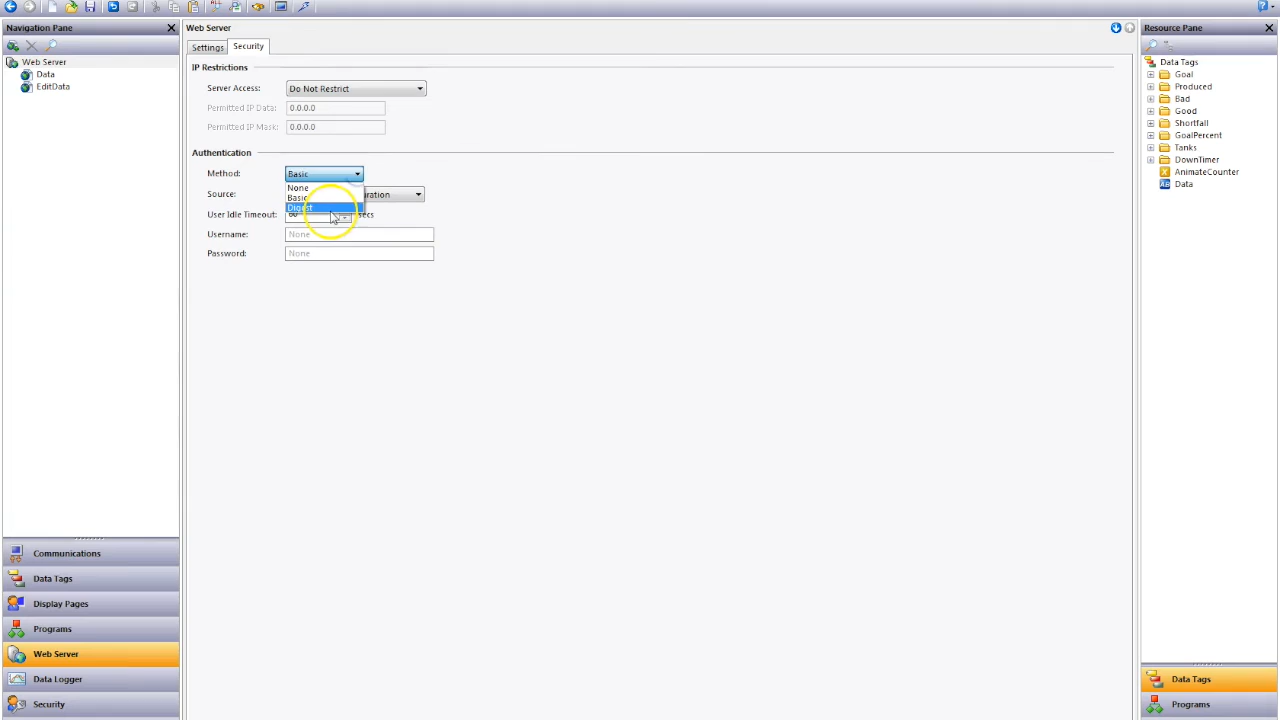 Navigation Pane
Web Server
Data
EditData
Communications
Data Tags
Display Pages
Programs
Web Server
Data Logger
Security
Web Server
Settings
Security
IP Restrictions
Server Access: Do Not Restrict
Permitted IP Data: 0.0.0.0
Permitted IP Mask: 0.0.0.0
Authentication
Method: Basic
None
Basic
Digest
Source: uration
User Idle Timeout: secs
Username: None
Password: None
Resource Pane
Data Tags
Goal
Produced
Bad
Good
Shortfall
GoalPercent
Tanks
DownTimer
AnimateCounter
Data
Data Tags
Programs